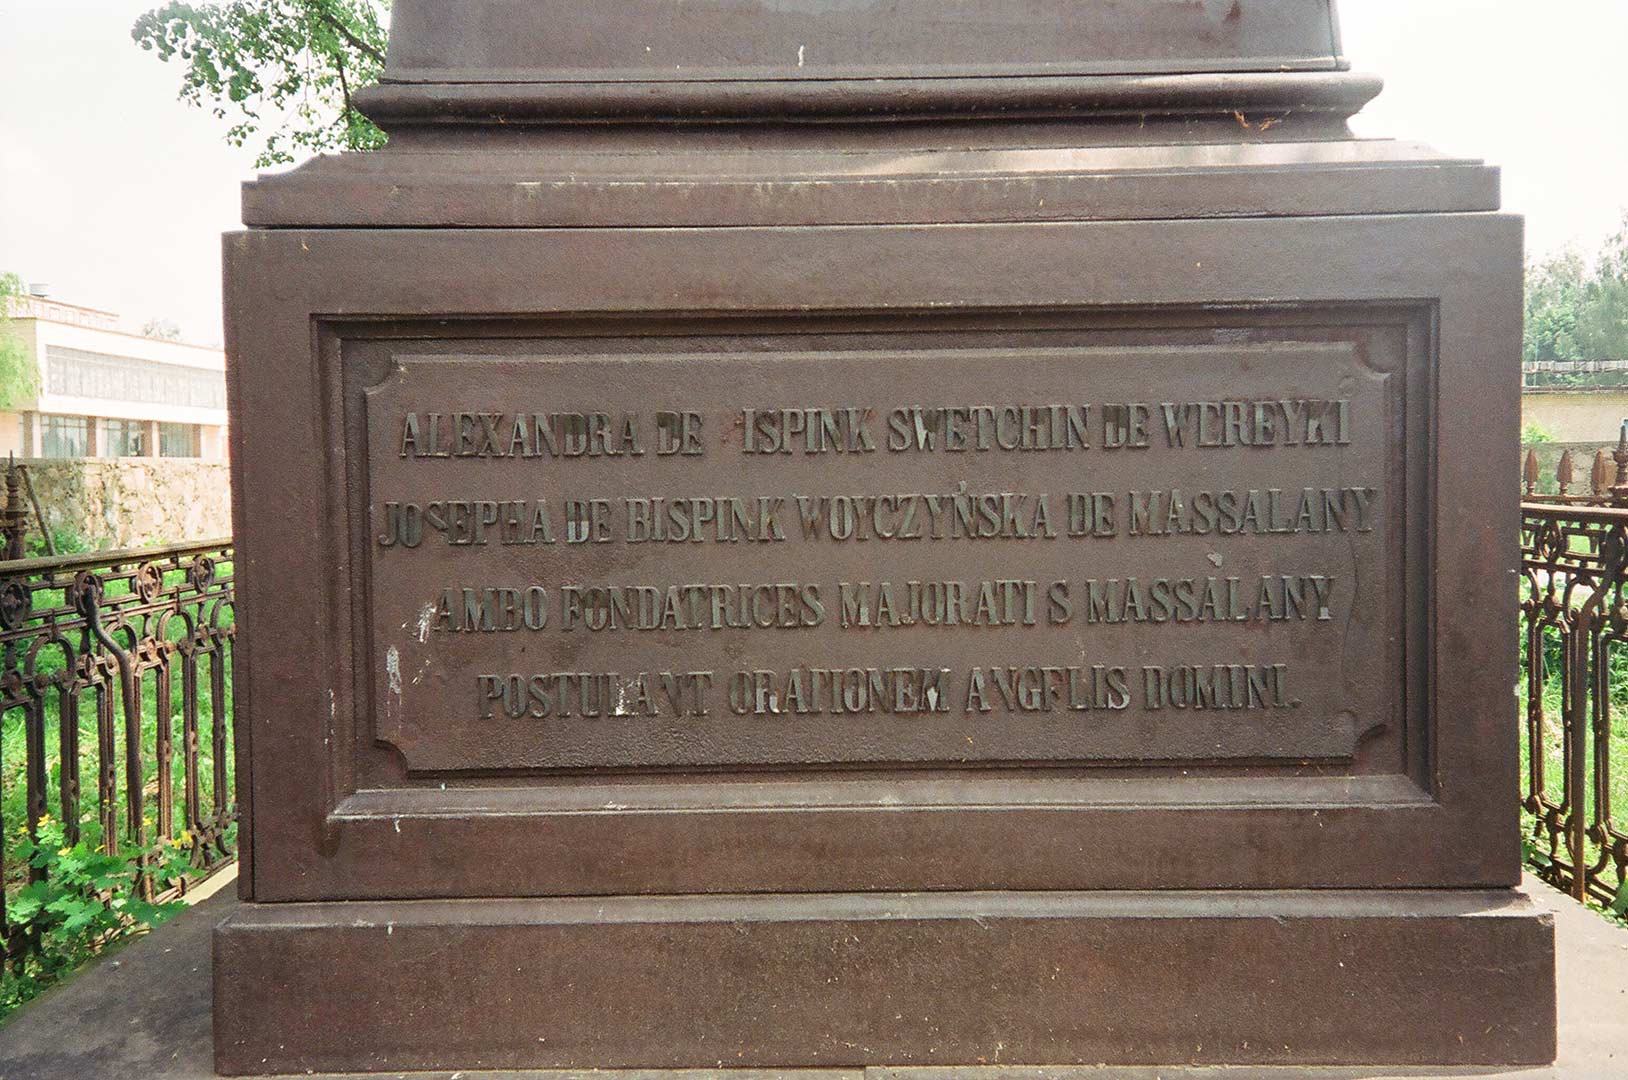 ALEXANDRA DE ISPINK SWETCHIN DE WEREYKI
JOSEPHA DE BISPINK WOYCZYŃSKA DE MASSALANY
AMBO FONDATRICES MAJORATI S MASSALANY
POSTULANT ORATIONEM ANGELIS DOMINI.